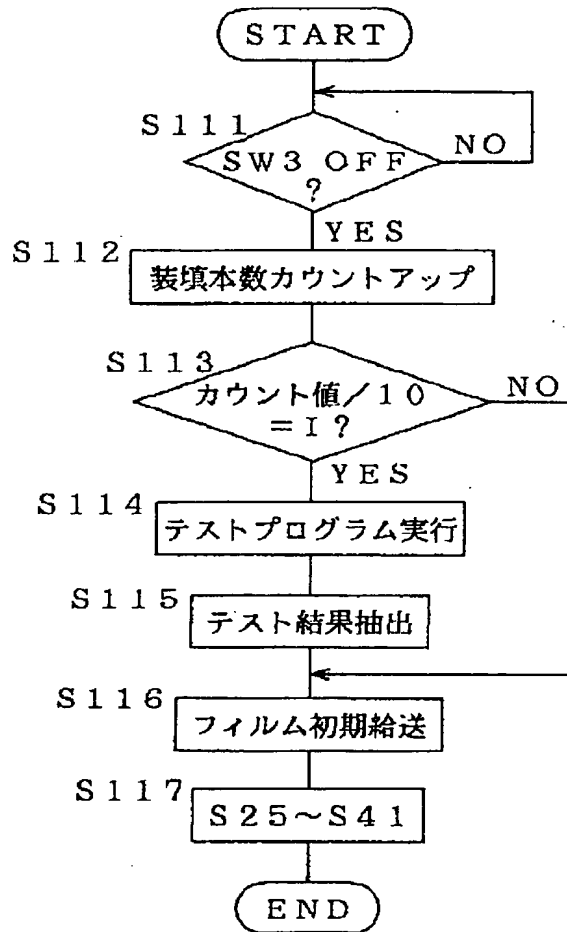 START
S111
SW3 OFF
?
NO
YES
S112
装填本数カウントアップ
S113
カウント値/10
=I?
NO
YES
S114
テストプログラム実行
S115
テスト結果抽出
S116
フィルム初期給送
S117
S25~S41
END